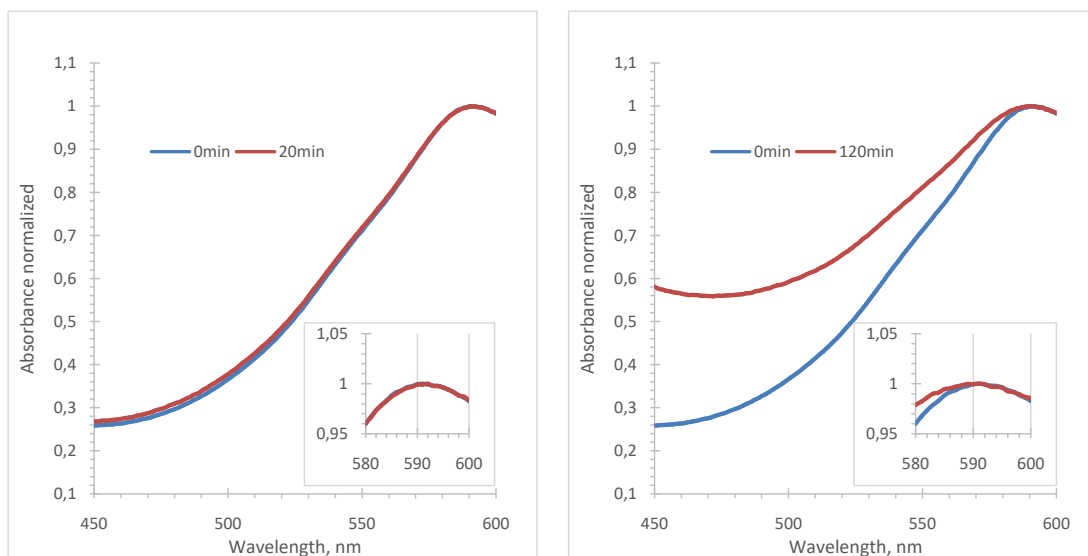 1,1
1
0,9
0,8
0,7
0,6
0,5
0,4
0,3
0,2
0,1
Absorbance normalized
0min 20min
1,05
1
0,95
580 590 600
450 500 550 600
Wavelength, nm
1,1
1
0,9
0,8
0,7
0,6
0,5
0,4
0,3
0,2
0,1
Absorbance normalized
0min 120min
1,05
1
0,95
580 590 600
450 500 550 600
Wavelength, nm